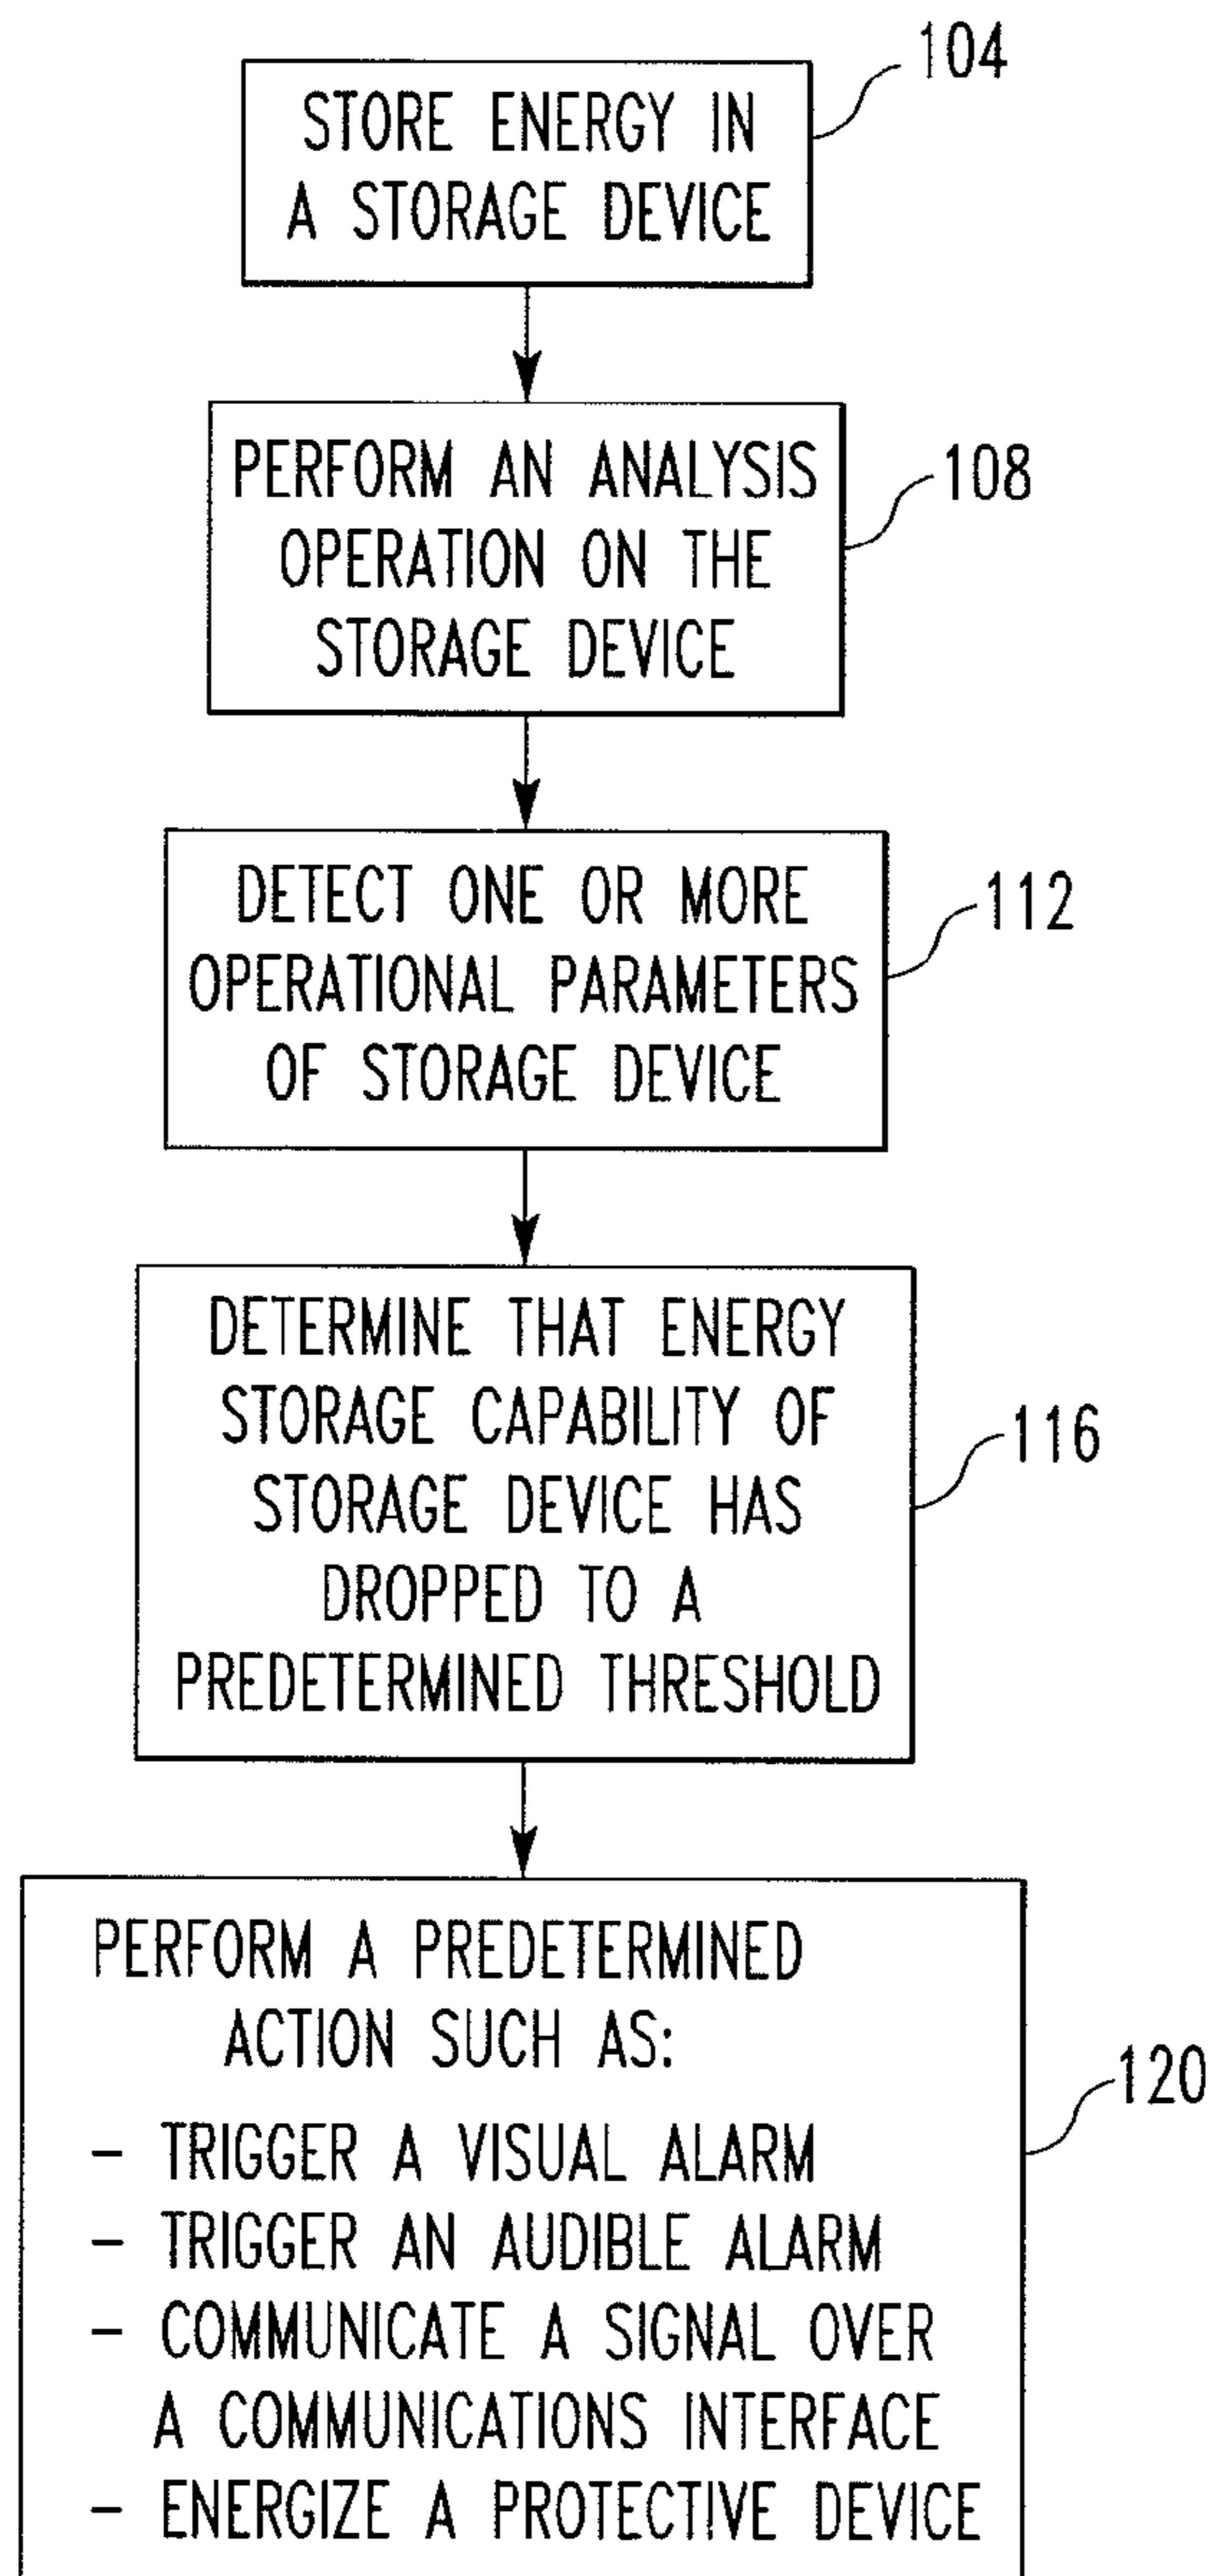 104
STORE ENERGY IN
A STORAGE DEVICE
108
PERFORM AN ANALYSIS
OPERATION ON THE
STORAGE DEVICE
112
DETECT ONE OR MORE
OPERATIONAL PARAMETERS
OF STORAGE DEVICE
116
DETERMINE THAT ENERGY
STORAGE CAPABILITY OF
STORAGE DEVICE HAS
DROPPED TO A
PREDETERMINED THRESHOLD
120
PERFORM A PREDETERMINED
ACTION SUCH AS:
– TRIGGER A VISUAL ALARM
– TRIGGER AN AUDIBLE ALARM
– COMMUNICATE A SIGNAL OVER
A COMMUNICATIONS INTERFACE
– ENERGIZE A PROTECTIVE DEVICE